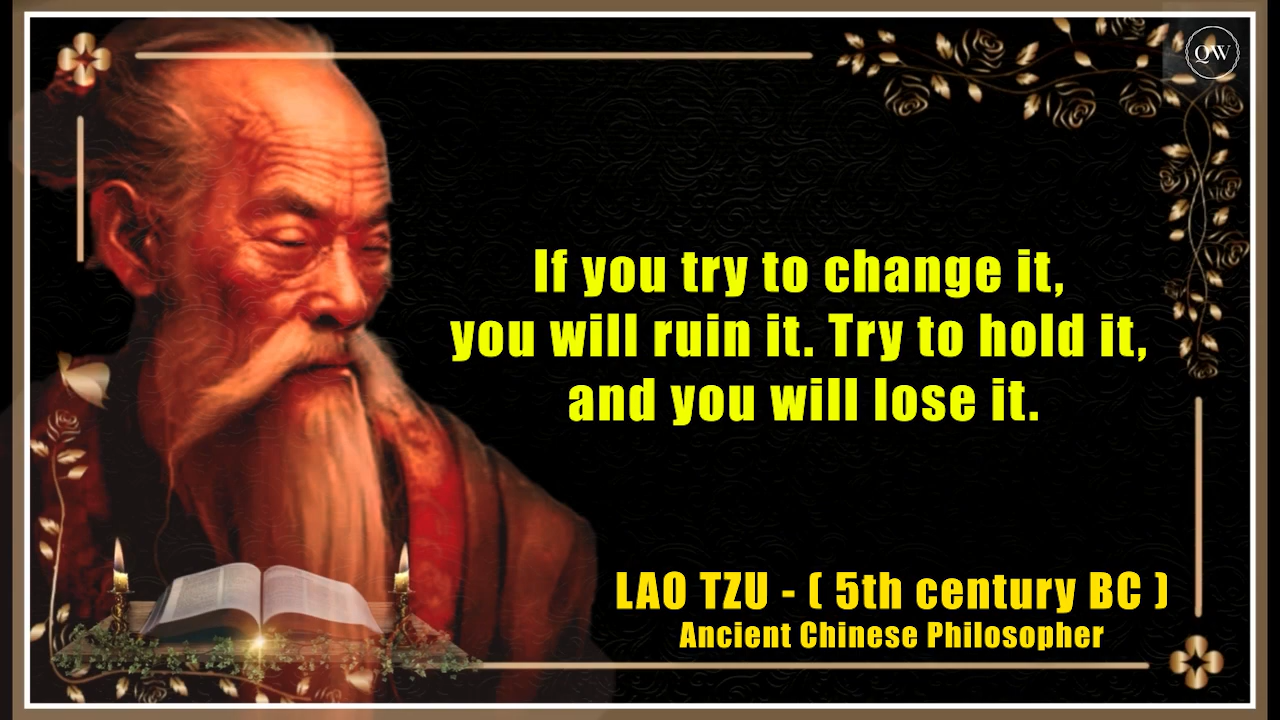 QW
If you try to change it,
you will ruin it. Try to hold it,
and you will lose it.
LAO TZU - ( 5th century BC )
Ancient Chinese Philosopher